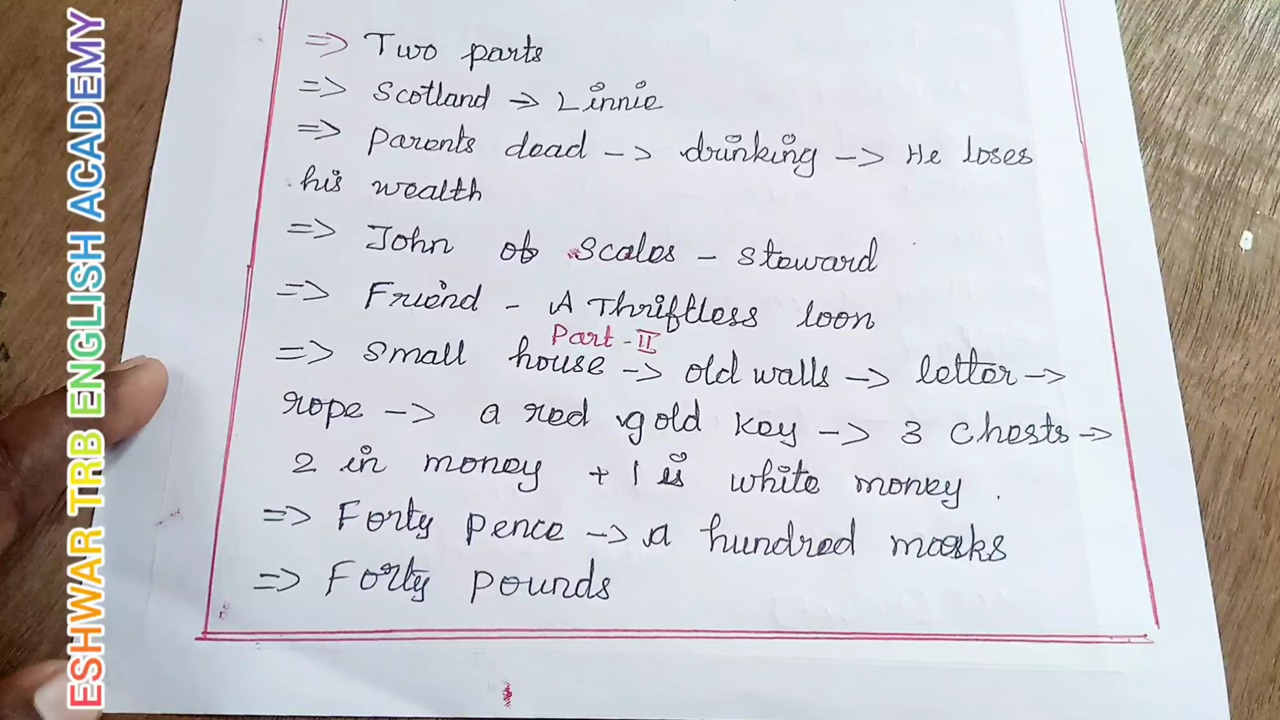 ESHWAR TRB ENGLISH ACADEMY
=> Two parts
=> Scotland -> Linnie
=> Parents dead -> drinking -> He loses
his wealth
=> John of Scales - steward
=> Friend - A Thriftless loon
Part - II
=> Small house -> old walls -> letter ->
rope -> a red gold key -> 3 chests ->
2 in money + 1 is white money .
=> Forty pence -> a hundred marks
=> Forty pounds